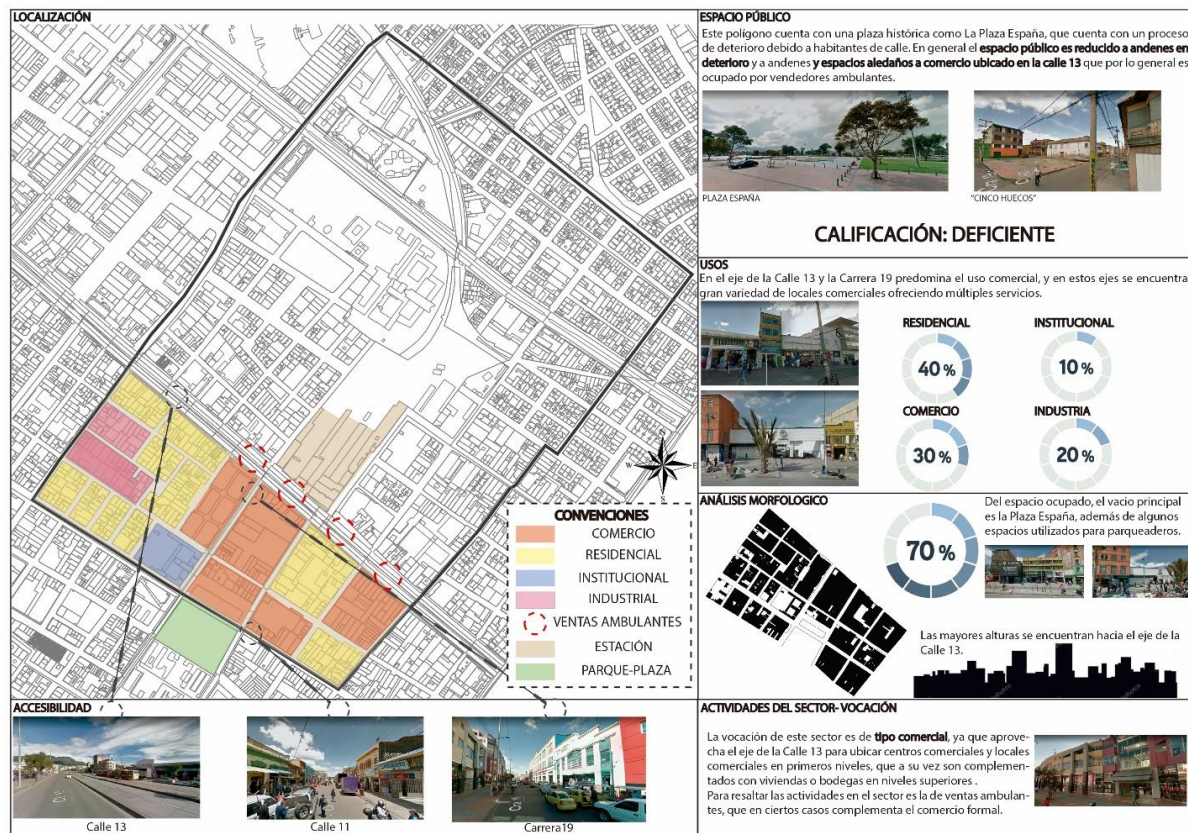 LOCALIZACIÓN
CONVENCIONES
COMERCIO
RESIDENCIAL
INSTITUCIONAL
INDUSTRIAL
VENTAS AMBULANTES
ESTACIÓN
PARQUE-PLAZA
N
W
E
S
ACCESIBILIDAD
Calle 13
Calle 11
Carrera19
ESPACIO PÚBLICO
Este polígono cuenta con una plaza histórica como La Plaza España, que cuenta con un proceso
de deterioro debido a habitantes de calle. En general el espacio público es reducido a andenes en
deterioro y a andenes y espacios aledaños a comercio ubicado en la calle 13 que por lo general es
ocupado por vendedores ambulantes.
PLAZA ESPAÑA
"CINCO HUECOS"
CALIFICACIÓN: DEFICIENTE
USOS
En el eje de la Calle 13 y la Carrera 19 predomina el uso comercial, y en estos ejes se encuentra
gran variedad de locales comerciales ofreciendo múltiples servicios.
RESIDENCIAL
40 %
INSTITUCIONAL
10 %
COMERCIO
30 %
INDUSTRIA
20 %
ANÁLISIS MORFOLOGICO
70 %
Del espacio ocupado, el vacio principal
es la Plaza España, además de algunos
espacios utilizados para parqueaderos.
Las mayores alturas se encuentran hacia el eje de la
Calle 13.
ACTIVIDADES DEL SECTOR- VOCACIÓN
La vocación de este sector es de tipo comercial, ya que aprove-
cha el eje de la Calle 13 para ubicar centros comerciales y locales
comerciales en primeros niveles, que a su vez son complemen-
tados con viviendas o bodegas en niveles superiores .
Para resaltar las actividades en el sector es la de ventas ambulan-
tes, que en ciertos casos complementa el comercio formal.